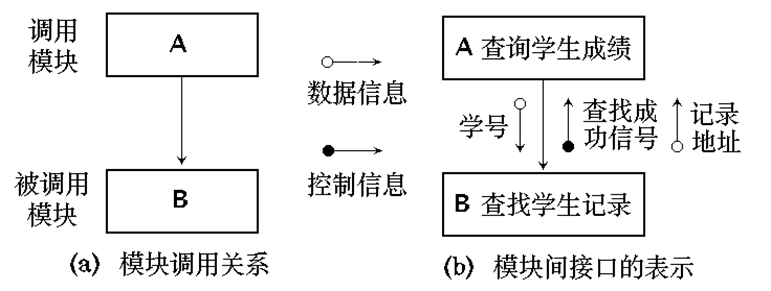 调用
模块
A
数据信息
控制信息
被调用
模块
B
(a) 模块调用关系
A 查询学生成绩
学号
查找成
功信号
记录
地址
B 查找学生记录
(b) 模块间接口的表示